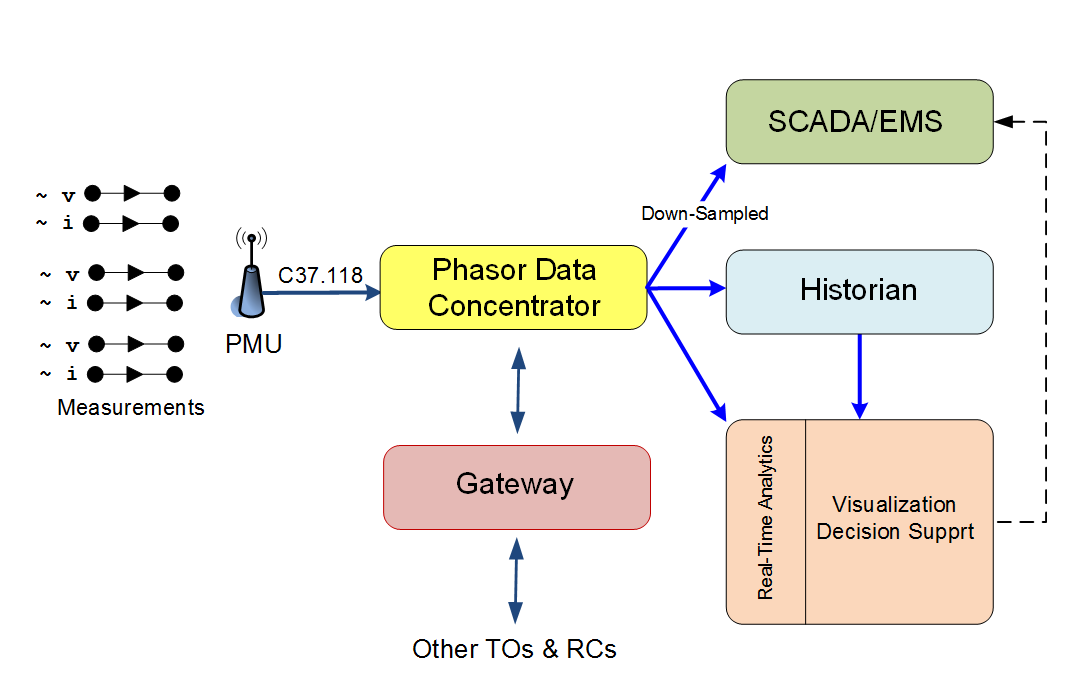 SCADA/EMS
~ v
~ i
Down-Sampled
~ v
~ i
C37.118
Phasor Data
Concentrator
Historian
~ v
~ i
PMU
Measurements
Gateway
Real-Time Analytics
Visualization
Decision Supprt
Other TOs & RCs